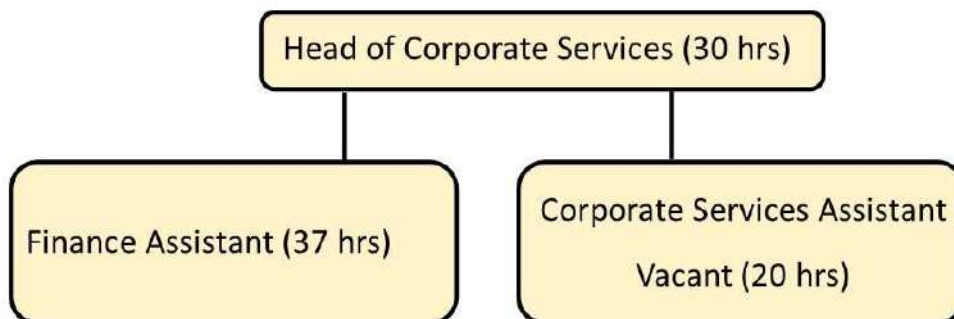 Head of Corporate Services (30 hrs)
Finance Assistant (37 hrs)
Corporate Services Assistant
Vacant (20 hrs)